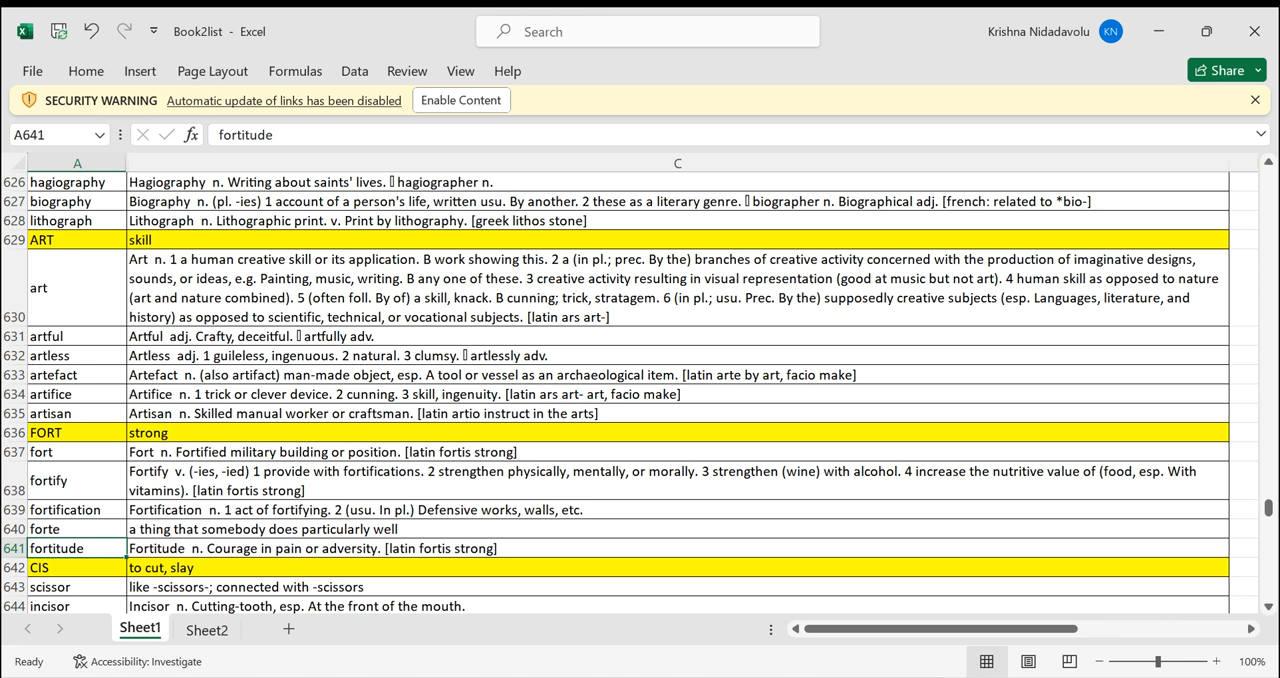 Book2list - Excel
Search
Krishna Nidadavolu KN
File Home Insert Page Layout Formulas Data Review View Help
Share
SECURITY WARNING Automatic update of links has been disabled Enable Content
A641 fx fortitude
A C
626 hagiography Hagiography n. Writing about saints' lives. hagiographer n.
627 biography Biography n. (pl. -ies) 1 account of a person's life, written usu. By another. 2 these as a literary genre. biographer n. Biographical adj. [french: related to *bio-]
628 lithograph Lithograph n. Lithographic print. v. Print by lithography. [greek lithos stone]
629 ART skill
Art n. 1 a human creative skill or its application. B work showing this. 2 a (in pl.; prec. By the) branches of creative activity concerned with the production of imaginative designs,
sounds, or ideas, e.g. Painting, music, writing. B any one of these. 3 creative activity resulting in visual representation (good at music but not art). 4 human skill as opposed to nature
art
(art and nature combined). 5 (often foll. By of) a skill, knack. B cunning; trick, stratagem. 6 (in pl.; usu. Prec. By the) supposedly creative subjects (esp. Languages, literature, and
630 history) as opposed to scientific, technical, or vocational subjects. [latin ars art-]
631 artful Artful adj. Crafty, deceitful. artfully adv.
632 artless Artless adj. 1 guileless, ingenuous. 2 natural. 3 clumsy. artlessly adv.
633 artefact Artefact n. (also artifact) man-made object, esp. A tool or vessel as an archaeological item. [latin arte by art, facio make]
634 artifice Artifice n. 1 trick or clever device. 2 cunning. 3 skill, ingenuity. [latin ars art- art, facio make]
635 artisan Artisan n. Skilled manual worker or craftsman. [latin artio instruct in the arts]
636 FORT strong
637 fort Fort n. Fortified military building or position. [latin fortis strong]
fortify Fortify v. (-ies, -ied) 1 provide with fortifications. 2 strengthen physically, mentally, or morally. 3 strengthen (wine) with alcohol. 4 increase the nutritive value of (food, esp. With
638 vitamins). [latin fortis strong]
639 fortification Fortification n. 1 act of fortifying. 2 (usu. In pl.) Defensive works, walls, etc.
640 forte a thing that somebody does particularly well
641 fortitude Fortitude n. Courage in pain or adversity. [latin fortis strong]
642 CIS to cut, slay
643 scissor like -scissors-; connected with -scissors
644 incisor Incisor n. Cutting-tooth, esp. At the front of the mouth.
Sheet1 Sheet2
Ready Accessibility: Investigate 100%